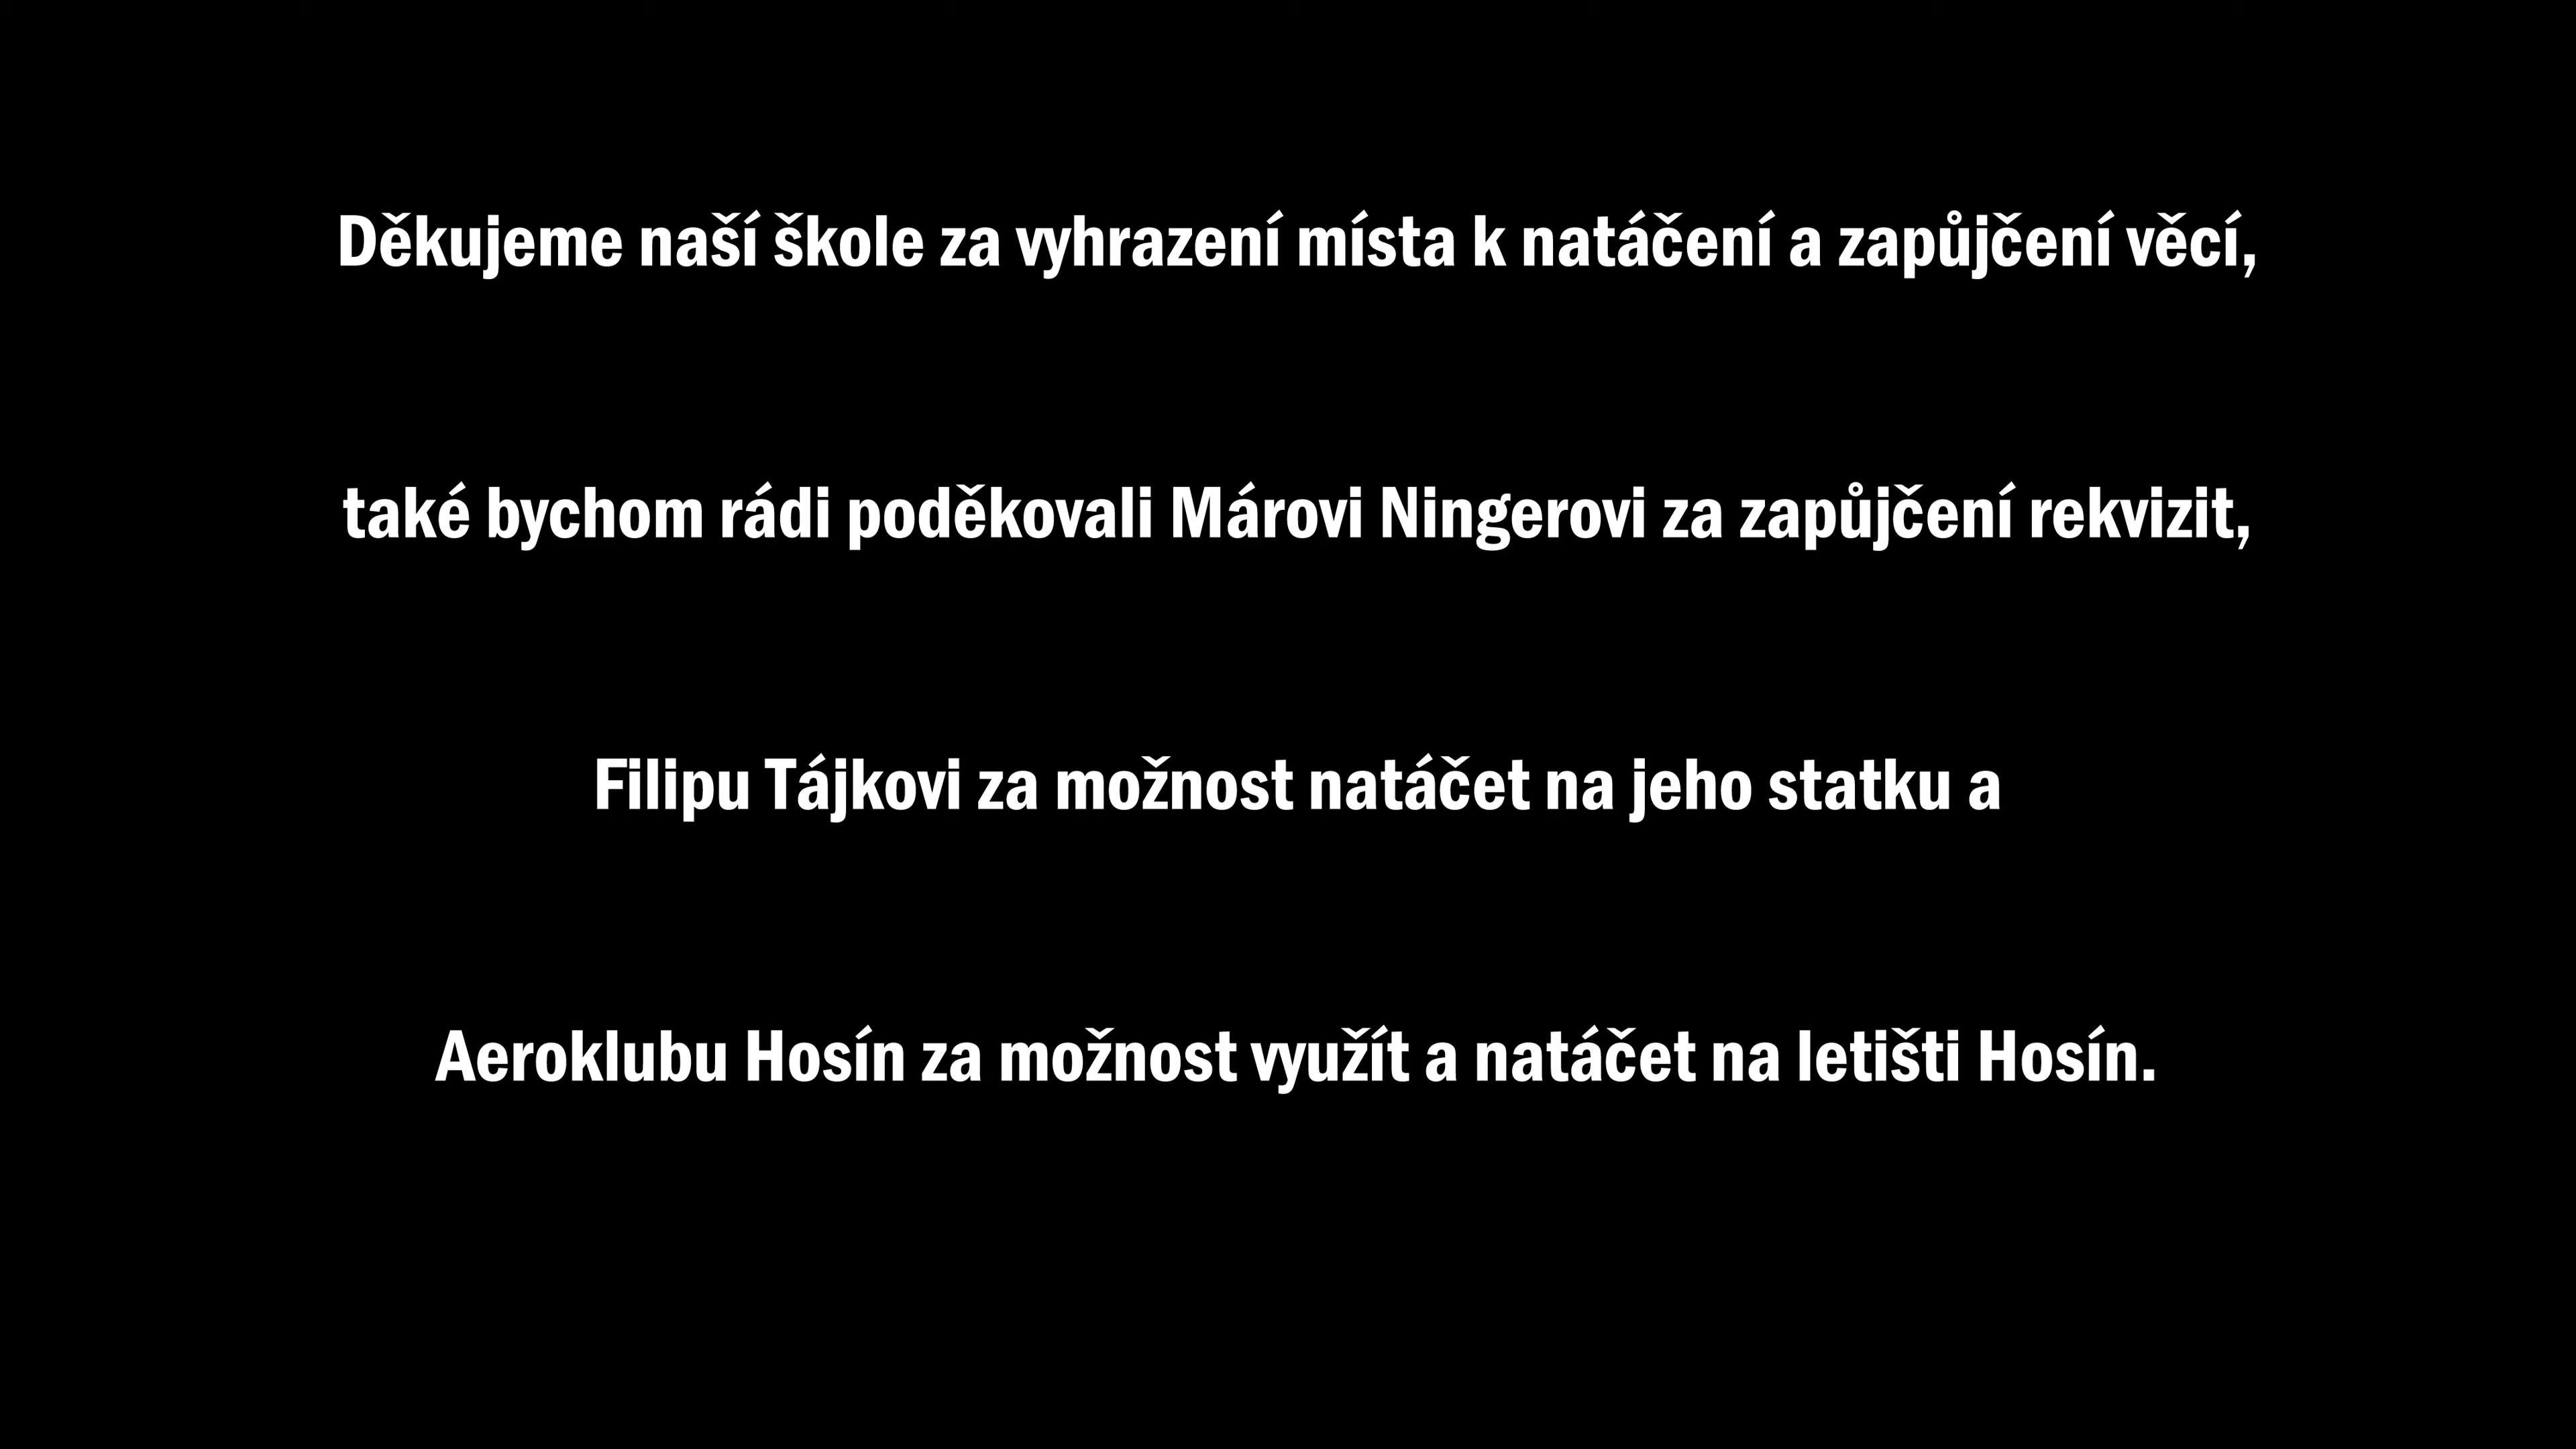 Děkujeme naší škole za vyhrazení místa k natáčení a zapůjčení věcí,
také bychom rádi poděkovali Márovi Ningerovi za zapůjčení rekvizit,
Filipu Tájkovi za možnost natáčet na jeho statku a
Aeroklubu Hosín za možnost využít a natáčet na letišti Hosín.